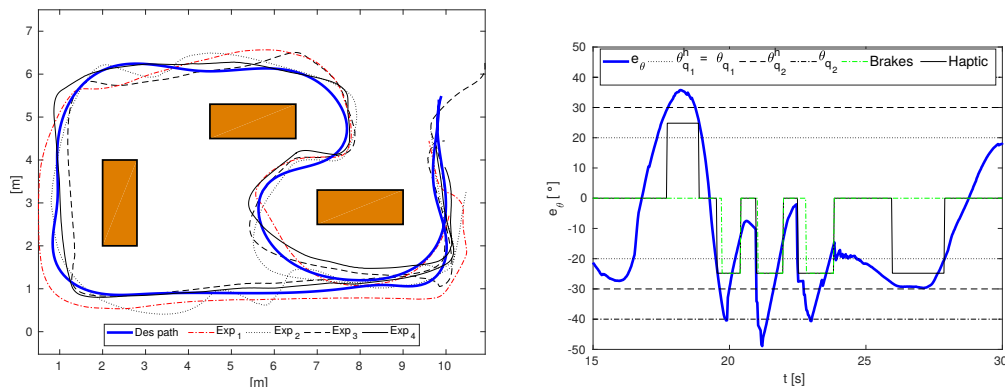 7
6
5
4
3
2
1
0
[m]
Des path Exp1 Exp2 Exp3 Exp4
1 2 3 4 5 6 7 8 9 10
[m]
50
40
30
20
10
0
-10
-20
-30
-40
-50
eθ [°]
eθ θhq1 = θq1 θhq2 θq2 Brakes Haptic
15 20 25 30
t [s]